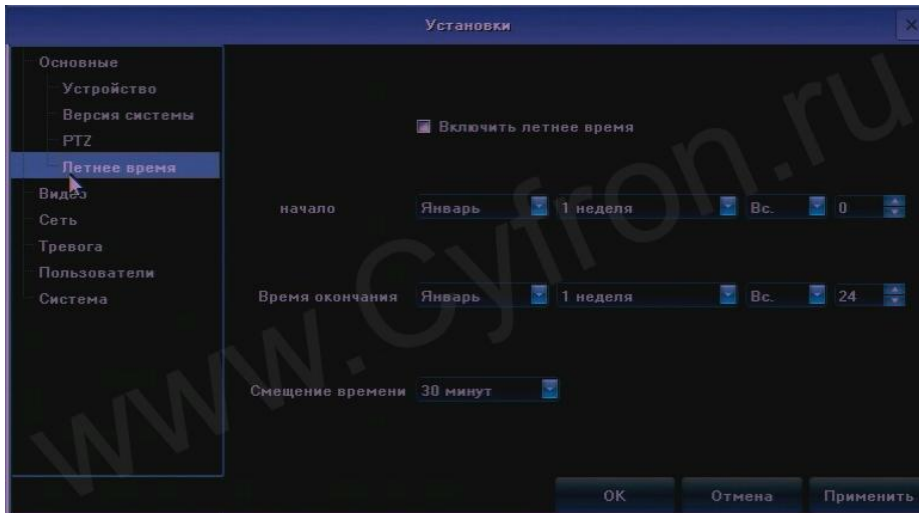 Установки
Основные
Устройство
Версия системы
PTZ
Летнее время
Видео
Сеть
Тревога
Пользователи
Система
Включить летнее время
начало Январь 1 неделя Вс. 0
Время окончания Январь 1 неделя Вс. 24
Смещение времени 30 минут
OK Отмена Применить
www.Cyfron.ru